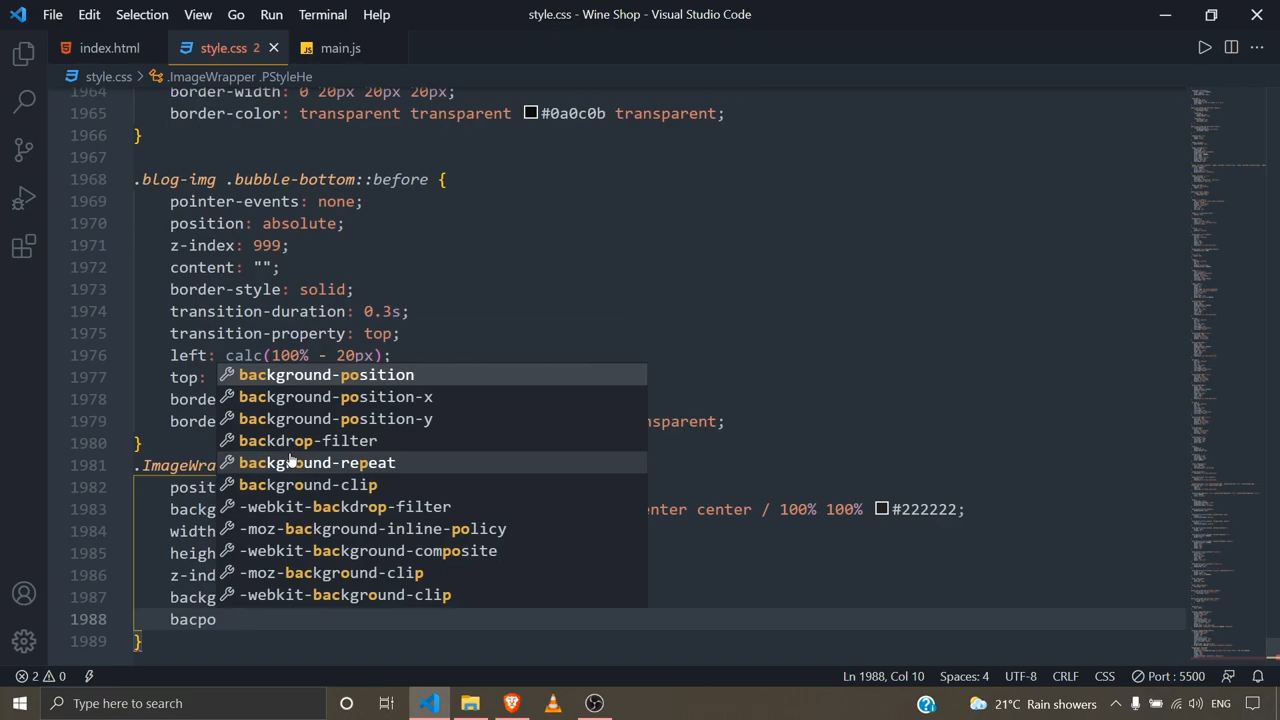 File Edit Selection View Go Run Terminal Help style.css - Wine Shop - Visual Studio Code
index.html style.css 2 main.js
style.css .ImageWrapper .PStyleHe
1964 border-width: 0 20px 20px 20px;
1965 border-color: transparent transparent #0a0c0b transparent;
1966 }
1967
1968 .blog-img .bubble-bottom::before {
1969 pointer-events: none;
1970 position: absolute;
1971 z-index: 999;
1972 content: "";
1973 border-style: solid;
1974 transition-duration: 0.3s;
1975 transition-property: top;
1976 left: calc(100% - 20px);
background-position
1977 top:
background-position-x
1978 borde
background-position-y
1979 borde nsparent;
backdrop-filter
1980 }
background-repeat
1981 .ImageWra
background-clip
1982 posit
-webkit-backdrop-filter
1983 backg enter center / 100% 100% #222222;
-moz-background-inline-policy
1984 width
-webkit-background-composite
1985 heigh
-moz-background-clip
1986 z-ind
-webkit-background-clip
1987 backg
1988 bacpo
1989 }
2 0 Ln 1988, Col 10 Spaces: 4 UTF-8 CRLF CSS Port : 5500
Type here to search 21°C Rain showers ENG